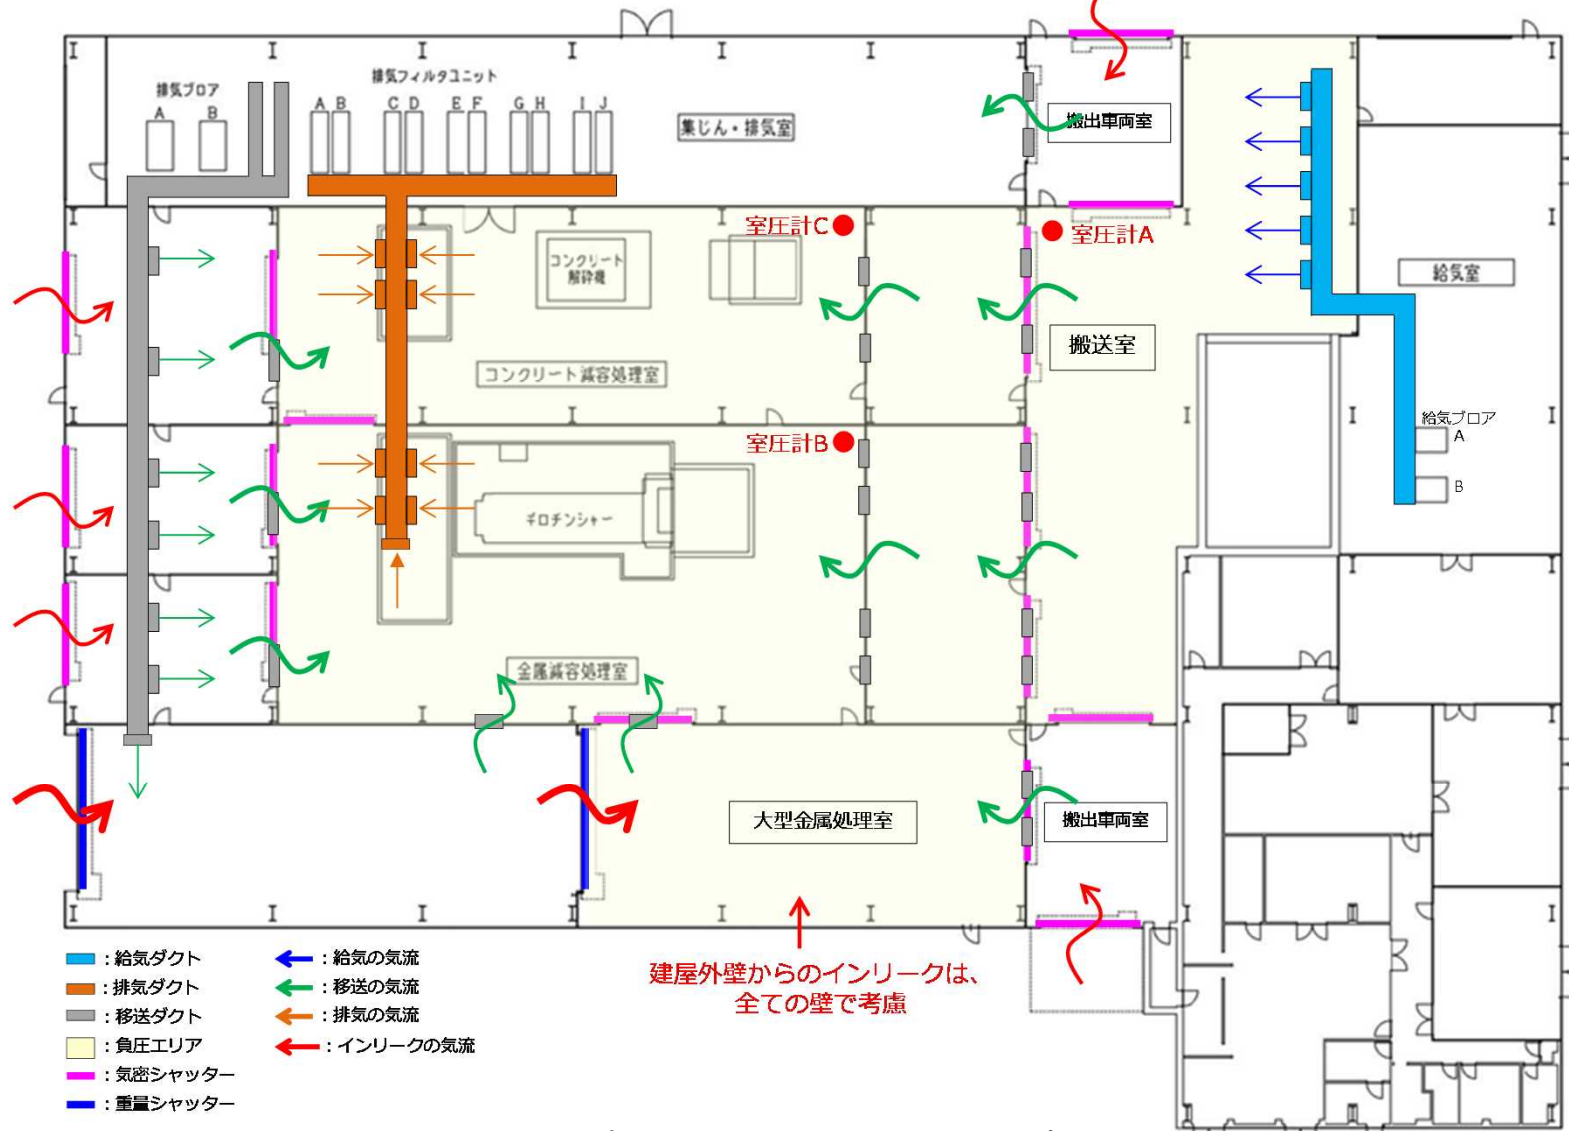 排気フィルタユニット
排気ブロア
A
B
A
B
C
D
E
F
G
H
I
J
集じん・排気室
搬出車両室
室圧計C
室圧計A
コンクリート
解砕機
給気室
搬送室
コンクリート減容処理室
給気ブロア
A
B
室圧計B
ギロチンシャー
金属減容処理室
大型金属処理室
搬出車両室
建屋外壁からのインリークは、
全ての壁で考慮
：給気ダクト
：排気ダクト
：移送ダクト
：負圧エリア
：気密シャッター
：重量シャッター
：給気の気流
：移送の気流
：排気の気流
：インリークの気流